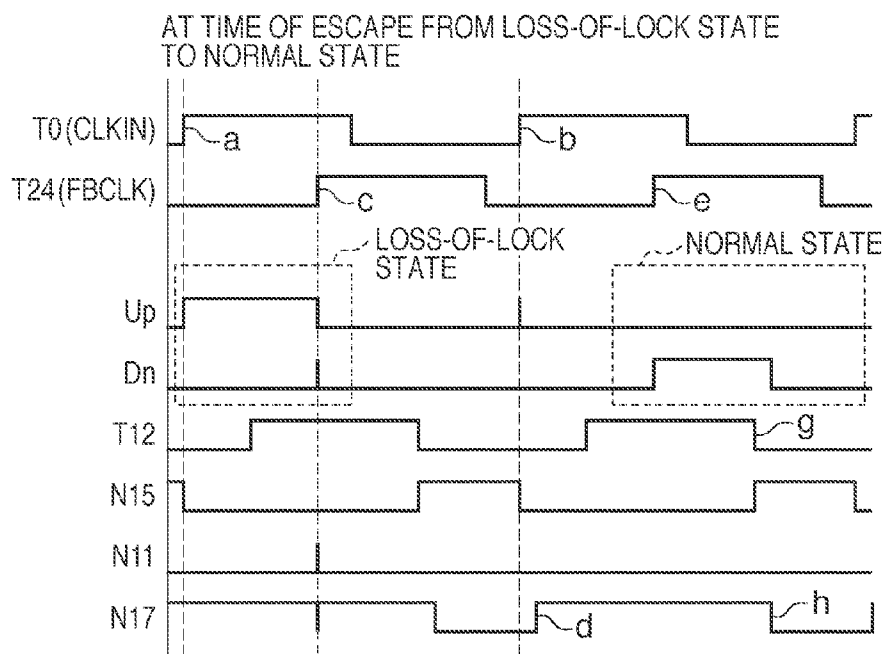 AT TIME OF ESCAPE FROM LOSS-OF-LOCK STATE
TO NORMAL STATE
T0(CLKIN)
a
b
T24(FBCLK)
c
e
LOSS-OF-LOCK
STATE
NORMAL STATE
Up
Dn
T12
g
N15
N11
N17
d
h